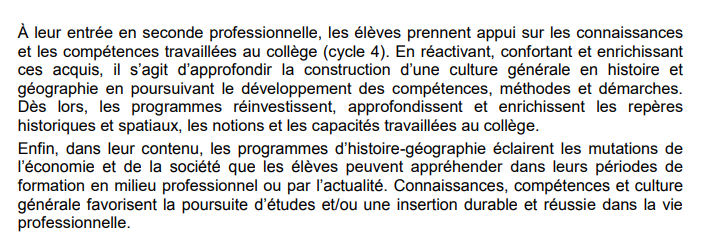 À leur entrée en seconde professionnelle, les élèves prennent appui sur les connaissances
et les compétences travaillées au collège (cycle 4). En réactivant, confortant et enrichissant
ces acquis, il s’agit d’approfondir la construction d’une culture générale en histoire et
géographie en poursuivant le développement des compétences, méthodes et démarches.
Dès lors, les programmes réinvestissent, approfondissent et enrichissent les repères
historiques et spatiaux, les notions et les capacités travaillées au collège.
Enfin, dans leur contenu, les programmes d’histoire-géographie éclairent les mutations de
l’économie et de la société que les élèves peuvent appréhender dans leurs périodes de
formation en milieu professionnel ou par l’actualité. Connaissances, compétences et culture
générale favorisent la poursuite d’études et/ou une insertion durable et réussie dans la vie
professionnelle.